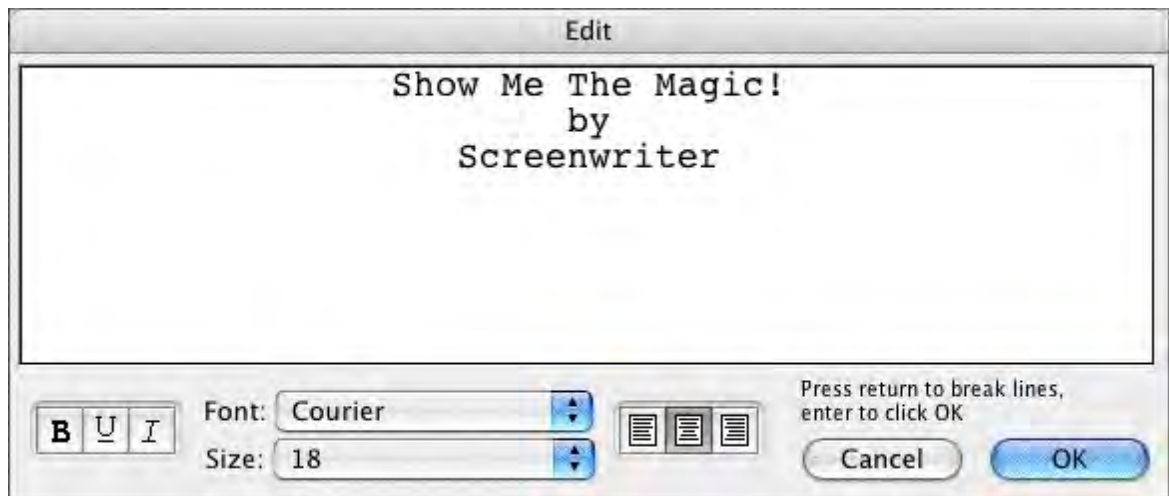 Edit
Show Me The Magic!
by
Screenwriter
B U I
Font: Courier
Size: 18
Press return to break lines,
enter to click OK
Cancel OK